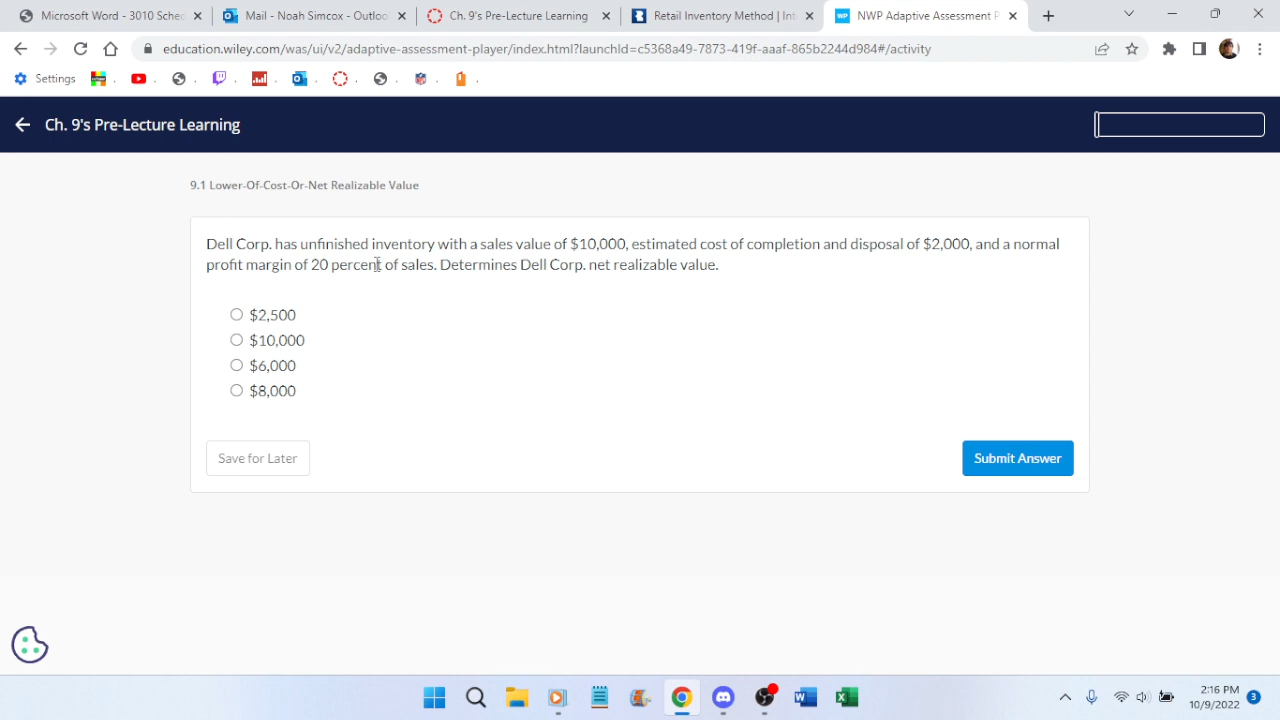 Microsoft Word - 3010 Sched
Mail - Noah Simcox - Outloo
Ch. 9's Pre-Lecture Learning
Retail Inventory Method | Int
NWP Adaptive Assessment P
education.wiley.com/was/ui/v2/adaptive-assessment-player/index.html?launchId=c5368a49-7873-419f-aaaf-865b2244d984#/activity
Settings
Ch. 9's Pre-Lecture Learning
9.1 Lower-Of-Cost-Or-Net Realizable Value
Dell Corp. has unfinished inventory with a sales value of $10,000, estimated cost of completion and disposal of $2,000, and a normal
profit margin of 20 percent of sales. Determines Dell Corp. net realizable value.
$2,500
$10,000
$6,000
$8,000
Save for Later
Submit Answer
2:16 PM
10/9/2022
3